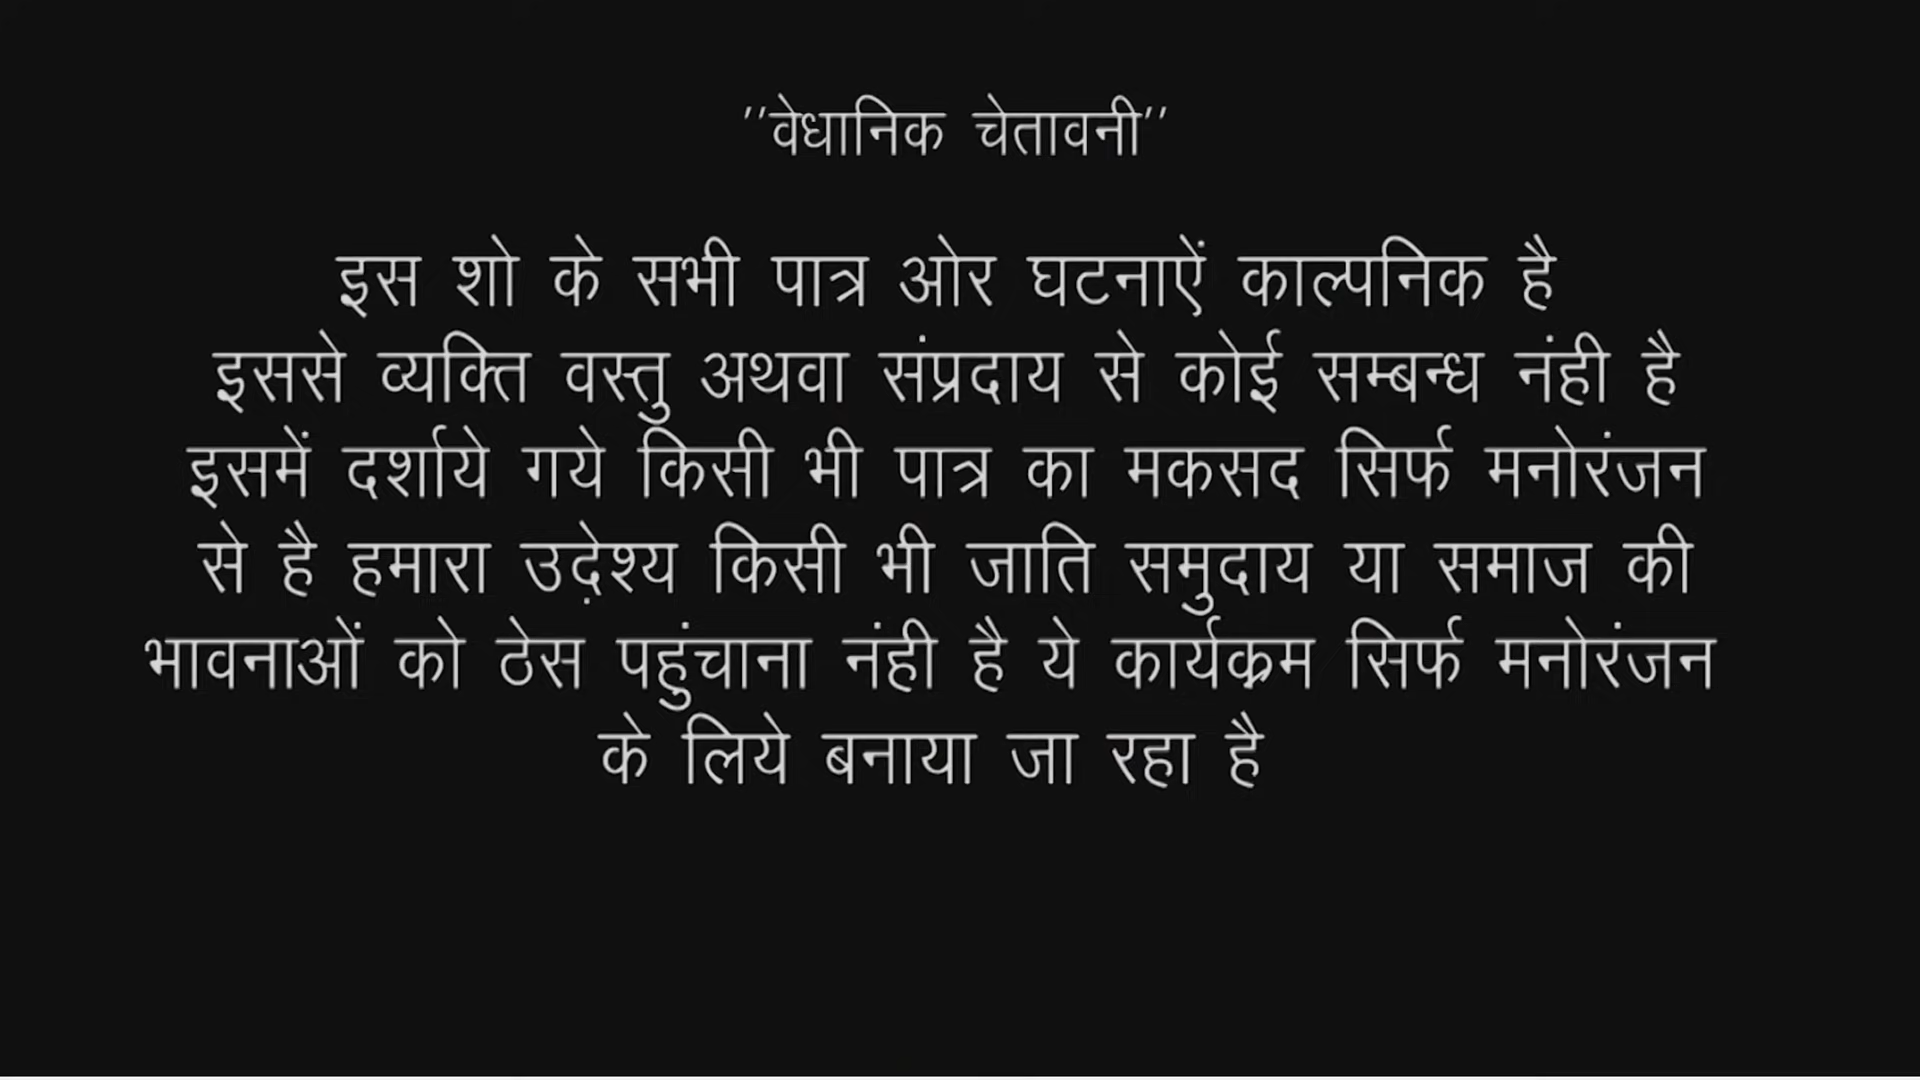 ''वेधानिक चेतावनी''
इस शो के सभी पात्र ओर घटनाऐं काल्पनिक है
इससे व्यक्ति वस्तु अथवा संप्रदाय से कोई सम्बन्ध नंही है
इसमें दर्शाये गये किसी भी पात्र का मकसद सिर्फ मनोरंजन
से है हमारा उद़ेश्य किसी भी जाति समुदाय या समाज की
भावनाओं को ठेस पहुंचाना नंही है ये कार्यक्रम सिर्फ मनोरंजन
के लिये बनाया जा रहा है